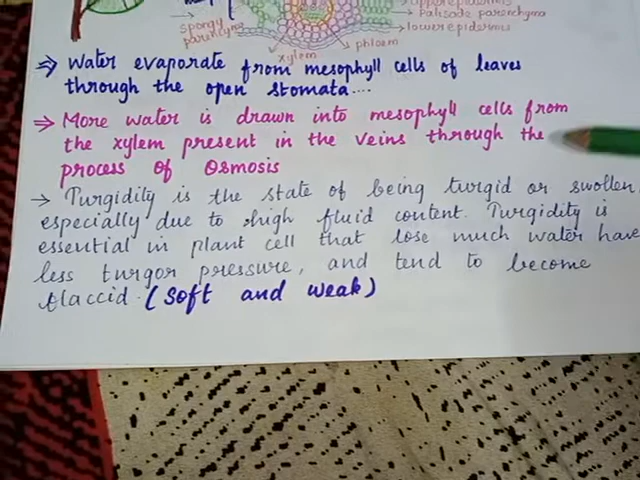 upper epidermis
palisade parenchyma
lower epidermis
spongy
parenchyma
xylem
phloem
⇒ Water evaporate from mesophyll cells of leaves
through the open stomata....
⇒ More water is drawn into mesophyll cells from
the xylem present in the veins through the
process of Osmosis
→ Turgidity is the state of being turgid or swollen,
especially due to high fluid content. Turgidity is
essential in plant cell that lose much water have
less turgor pressure, and tend to become
flaccid. (Soft and weak)